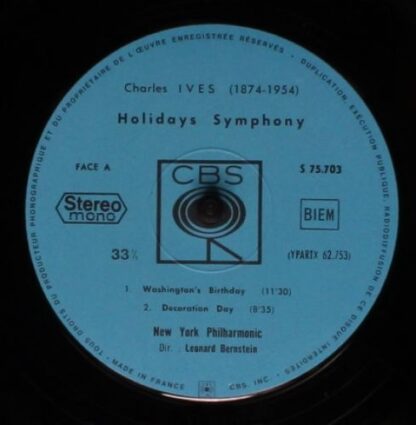 TOUS DROITS DU PRODUCTEUR PHONOGRAPHIQUE ET DU PROPRIETAIRE DE L'ŒUVRE ENREGISTRÉE RÉSERVÉS - DUPLICATION, EXÉCUTION PUBLIQUE, RADIODIFFUSION DE CE DISQUE INTERDITES
Charles IVES (1874-1954)
Holidays Symphony
FACE A
CBS
S 75.703
Stereo
mono
BIEM
33⅓
(YPARTX 62.753)
1. Washington's Birthday (11'30)
2. Decoration Day (8'35)
New York Philharmonic
Dir. : Leonard Bernstein
MADE IN FRANCE
CBS. INC.